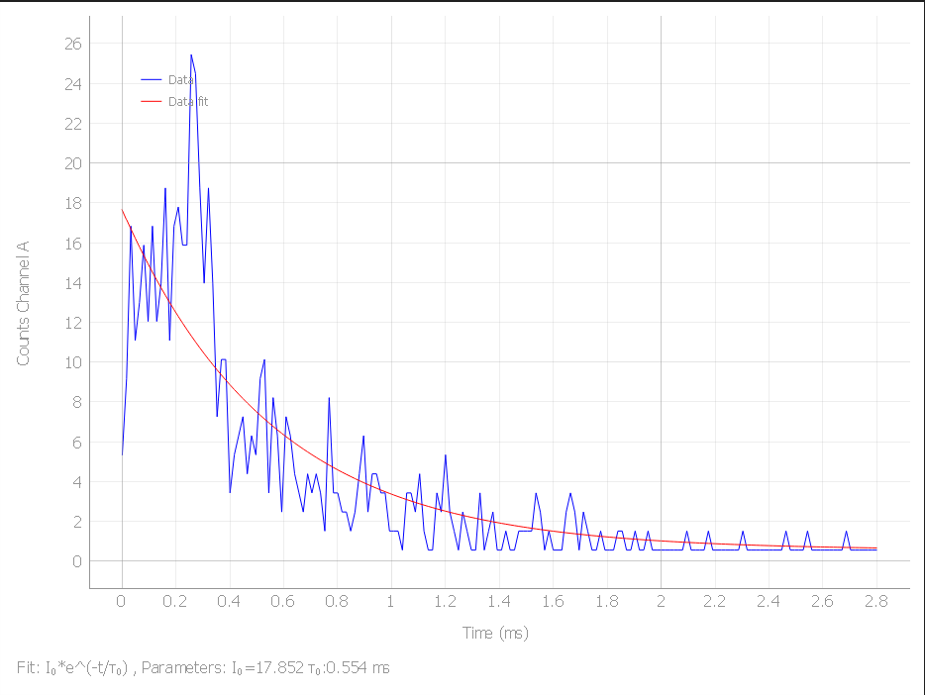 26
24
22
20
18
16
14
12
10
8
6
4
2
0
Data
Data fit
Counts Channel A
0 0.2 0.4 0.6 0.8 1 1.2 1.4 1.6 1.8 2 2.2 2.4 2.6 2.8
Time (ms)
Fit: I₀*e^(-t/τ₀) , Parameters: I₀=17.852 τ₀:0.554 ms